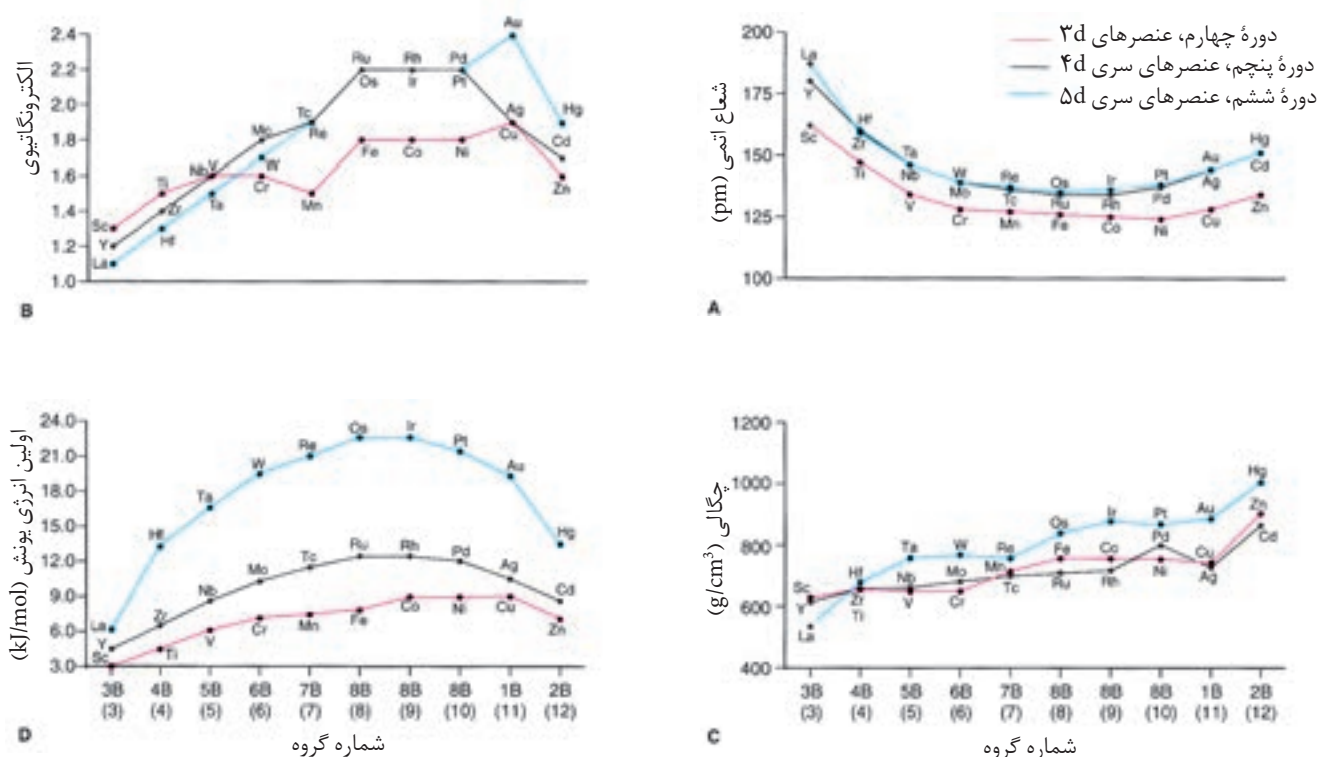 دورهٔ چهارم، عنصرهای ۳d
دورهٔ پنچم، عنصرهای سری ۴d
دورهٔ ششم، عنصرهای سری ۵d
شعاع اتمی (pm)
200
175
150
125
100
La
Y
Sc
Hf
Zr
Ti
Ta
Nb
V
W
Mo
Cr
Re
Tc
Mn
Os
Ru
Fe
Ir
Rh
Co
Pt
Pd
Ni
Au
Ag
Cu
Hg
Cd
Zn
A
الکترونگاتیوی
2.4
2.2
2.0
1.8
1.6
1.4
1.2
1.0
Sc
Y
La
Ti
Zr
Hf
Nb
V
Ta
Mo
W
Cr
Tc
Re
Mn
Ru
Os
Fe
Rh
Ir
Co
Pd
Pt
Ni
Au
Ag
Cu
Hg
Cd
Zn
B
چگالی (g/cm³)
1200
1000
800
600
400
Sc
Y
La
Hf
Zr
Ti
Ta
Nb
V
W
Mo
Cr
Re
Mn
Tc
Os
Fe
Ru
Ir
Co
Rh
Pt
Pd
Ni
Au
Cu
Ag
Hg
Zn
Cd
3B 4B 5B 6B 7B 8B 8B 8B 1B 2B
(3) (4) (5) (6) (7) (8) (9) (10) (11) (12)
C
شماره گروه
اولین انرژی یونش (kJ/mol)
24.0
21.0
18.0
15.0
12.0
9.0
6.0
3.0
La
Y
Sc
Hf
Zr
Ti
Ta
Nb
V
W
Mo
Cr
Re
Tc
Mn
Os
Ru
Fe
Ir
Rh
Co
Pt
Pd
Ni
Au
Ag
Cu
Hg
Cd
Zn
3B 4B 5B 6B 7B 8B 8B 8B 1B 2B
(3) (4) (5) (6) (7) (8) (9) (10) (11) (12)
D
شماره گروه